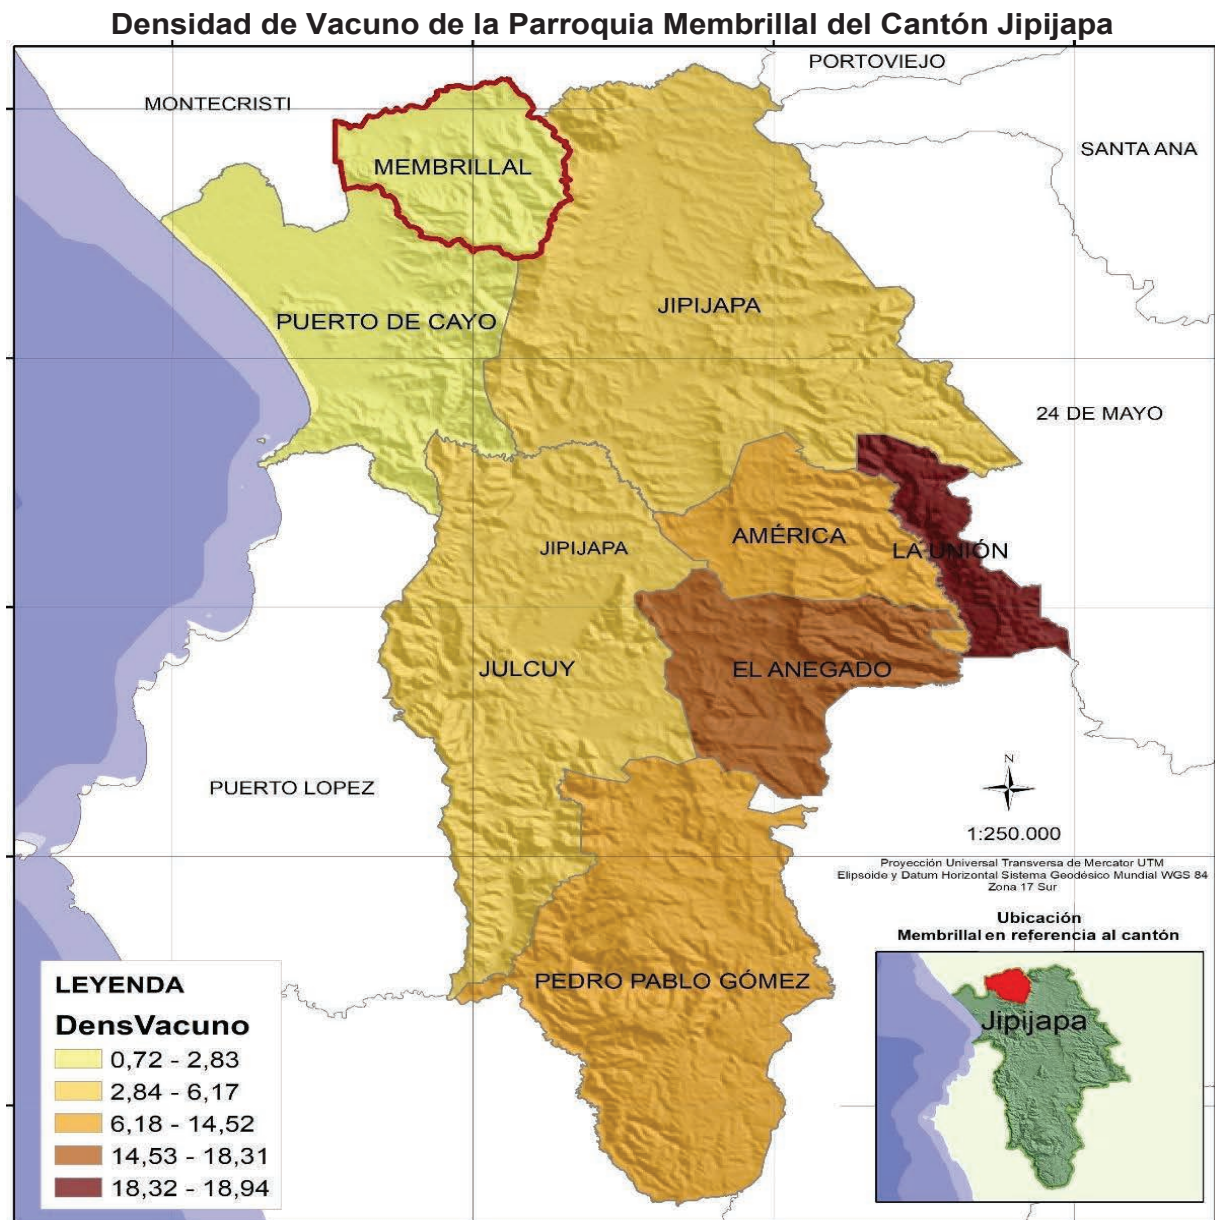 Densidad de Vacuno de la Parroquia Membrillal del Cantón Jipijapa
PORTOVIEJO
MONTECRISTI
SANTA ANA
MEMBRILLAL
JIPIJAPA
PUERTO DE CAYO
24 DE MAYO
AMÉRICA
JIPIJAPA
LA UNIÓN
JULCUY
EL ANEGADO
PUERTO LOPEZ
N
1:250.000
Proyección Universal Transversa de Mercator UTM
Elipsoide y Datum Horizontal Sistema Geodésico Mundial WGS 84
Zona 17 Sur
Ubicación
Membrillal en referencia al cantón
Jipijapa
PEDRO PABLO GÓMEZ
LEYENDA
DensVacuno
0,72 - 2,83
2,84 - 6,17
6,18 - 14,52
14,53 - 18,31
18,32 - 18,94